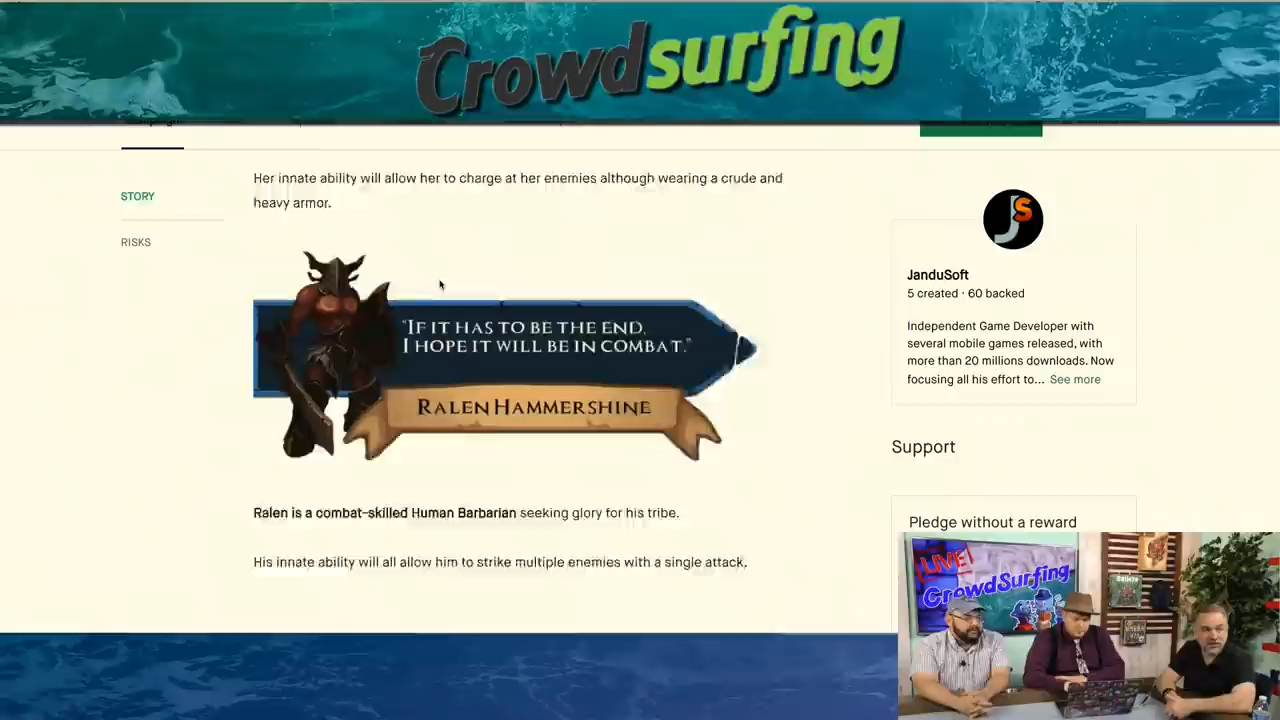 Crowdsurfing
Her innate ability will allow her to charge at her enemies although wearing a crude and
heavy armor.
STORY
RISKS
"IF IT HAS TO BE THE END,
I HOPE IT WILL BE IN COMBAT."
RALEN HAMMERSHINE
Ralen is a combat-skilled Human Barbarian seeking glory for his tribe.
His innate ability will all allow him to strike multiple enemies with a single attack.
JS
JanduSoft
5 created · 60 backed
Independent Game Developer with
several mobile games released, with
more than 20 millions downloads. Now
focusing all his effort to... See more
Support
Pledge without a reward
LIVE!
CrowdSurfing